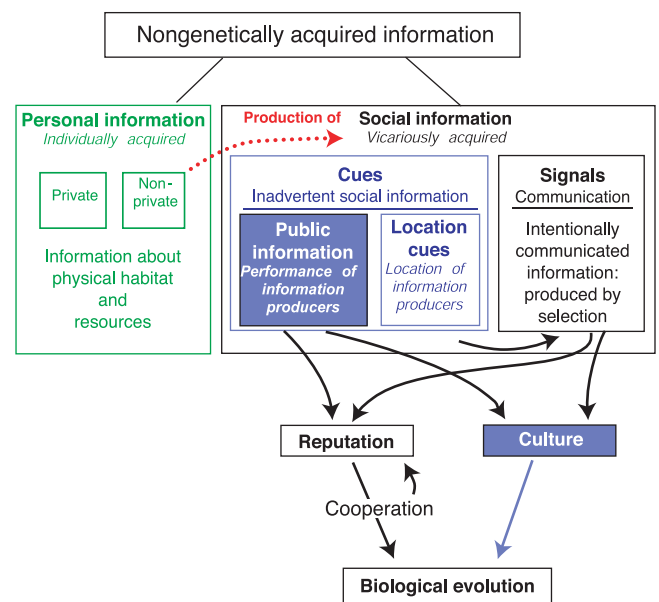 Nongenetically acquired information
Personal information
Individually acquired
Production of
Social information
Vicariously acquired
Private
Non-
private
Information about
physical habitat
and
resources
Cues
Inadvertent social information
Public
information
Performance of
information
producers
Location
cues
Location of
information
producers
Signals
Communication
Intentionally
communicated
information:
produced by
selection
Reputation
Culture
Cooperation
Biological evolution